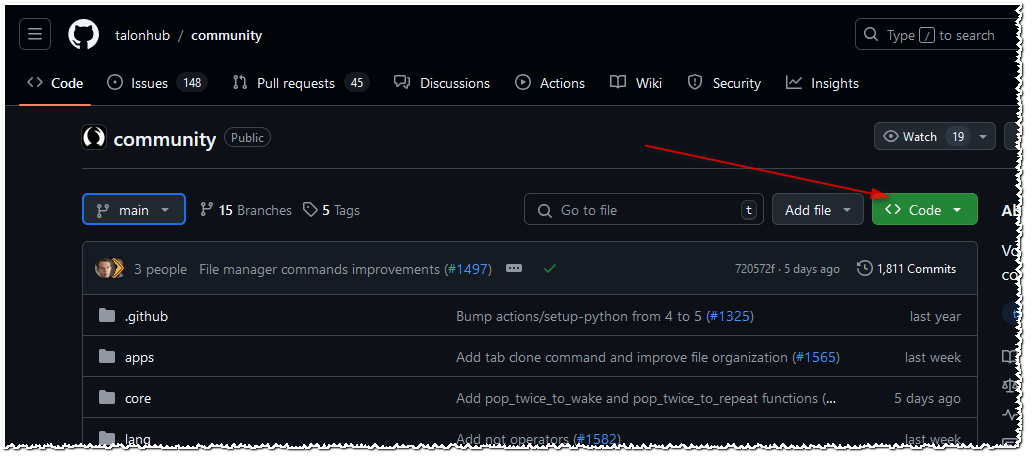 talonhub / community
Type / to search
Code
Issues 148
Pull requests 45
Discussions
Actions
Wiki
Security
Insights
community Public
Watch 19
main
15 Branches
5 Tags
Go to file t
Add file
Code
3 people File manager commands improvements (#1497) 720572f · 5 days ago 1,811 Commits
.github Bump actions/setup-python from 4 to 5 (#1325) last year
apps Add tab clone command and improve file organization (#1565) last week
core Add pop_twice_to_wake and pop_twice_to_repeat functions (... 5 days ago
lang Add not operators (#1582) last week